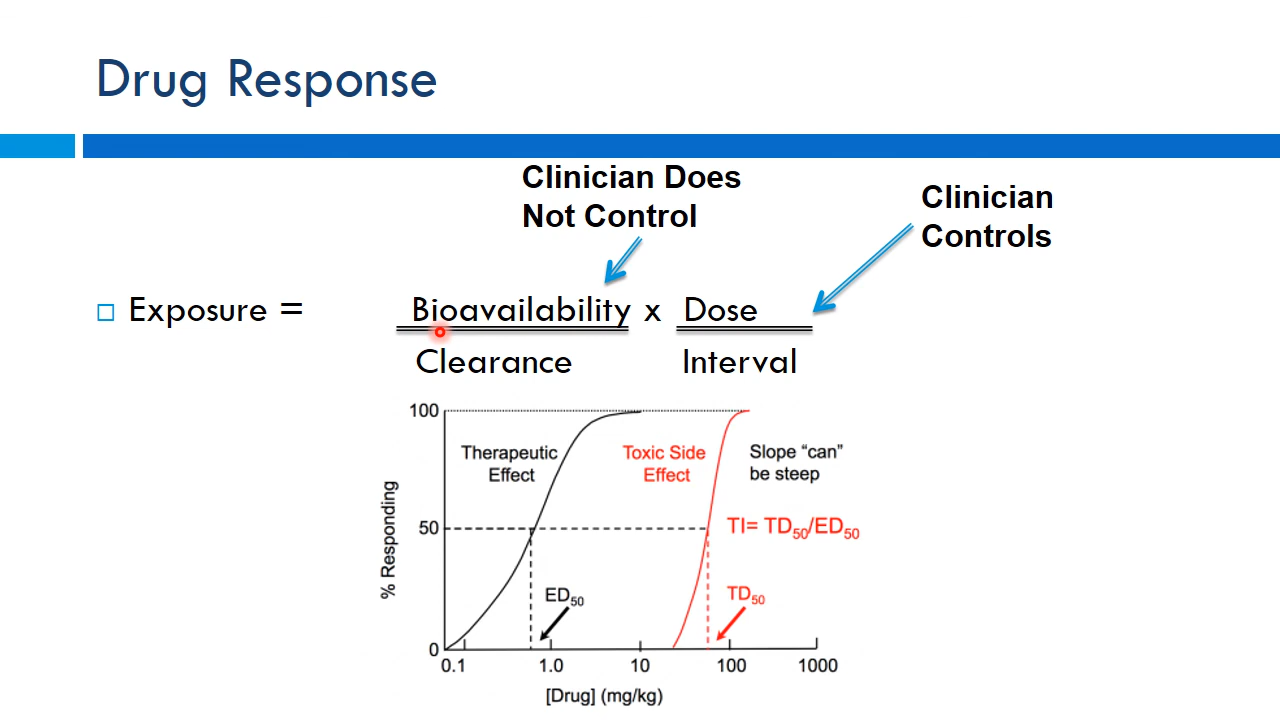 Drug Response
Clinician Does
Not Control
Clinician
Controls
Exposure = Bioavailability x Dose
Clearance Interval
100
Therapeutic
Effect
Toxic Side
Effect
Slope “can”
be steep
50
TI= TD50/ED50
% Responding
ED50
TD50
0
0.1 1.0 10 100 1000
[Drug] (mg/kg)